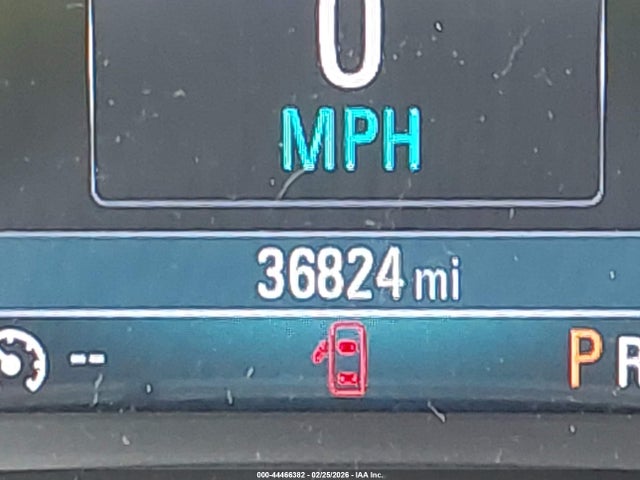 0
MPH
36824 mi
-- P R
000-44466382 - 02/25/2026 - IAA Inc.